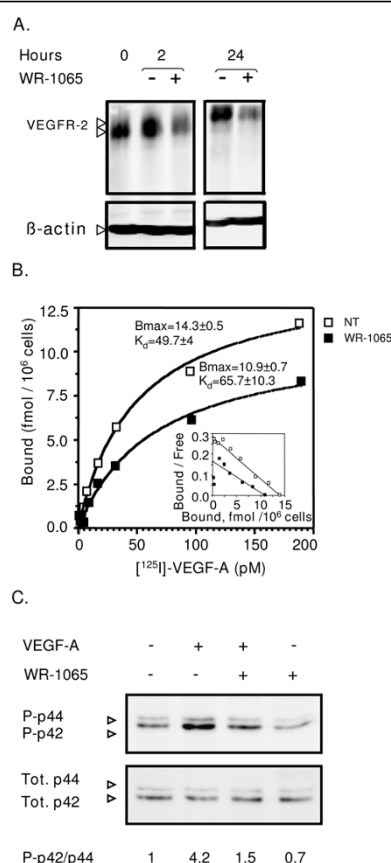 A.
Hours 0 2 24
WR-1065 - + - +
VEGFR-2
ß-actin
B.
12.5
10.0
7.5
5.0
2.5
0.0
Bound (fmol / 10⁶ cells)
Bmax=14.3±0.5
Kd=49.7±4
Bmax=10.9±0.7
Kd=65.7±10.3
NT
WR-1065
0.3
0.2
0.1
0.0
Bound / Free
0 5 10 15
Bound, fmol /10⁶ cells
0 50 100 150 200
[¹²⁵I]-VEGF-A (pM)
C.
VEGF-A - + + -
WR-1065 - - + +
P-p44
P-p42
Tot. p44
Tot. p42
P-p42/p44 1 4.2 1.5 0.7